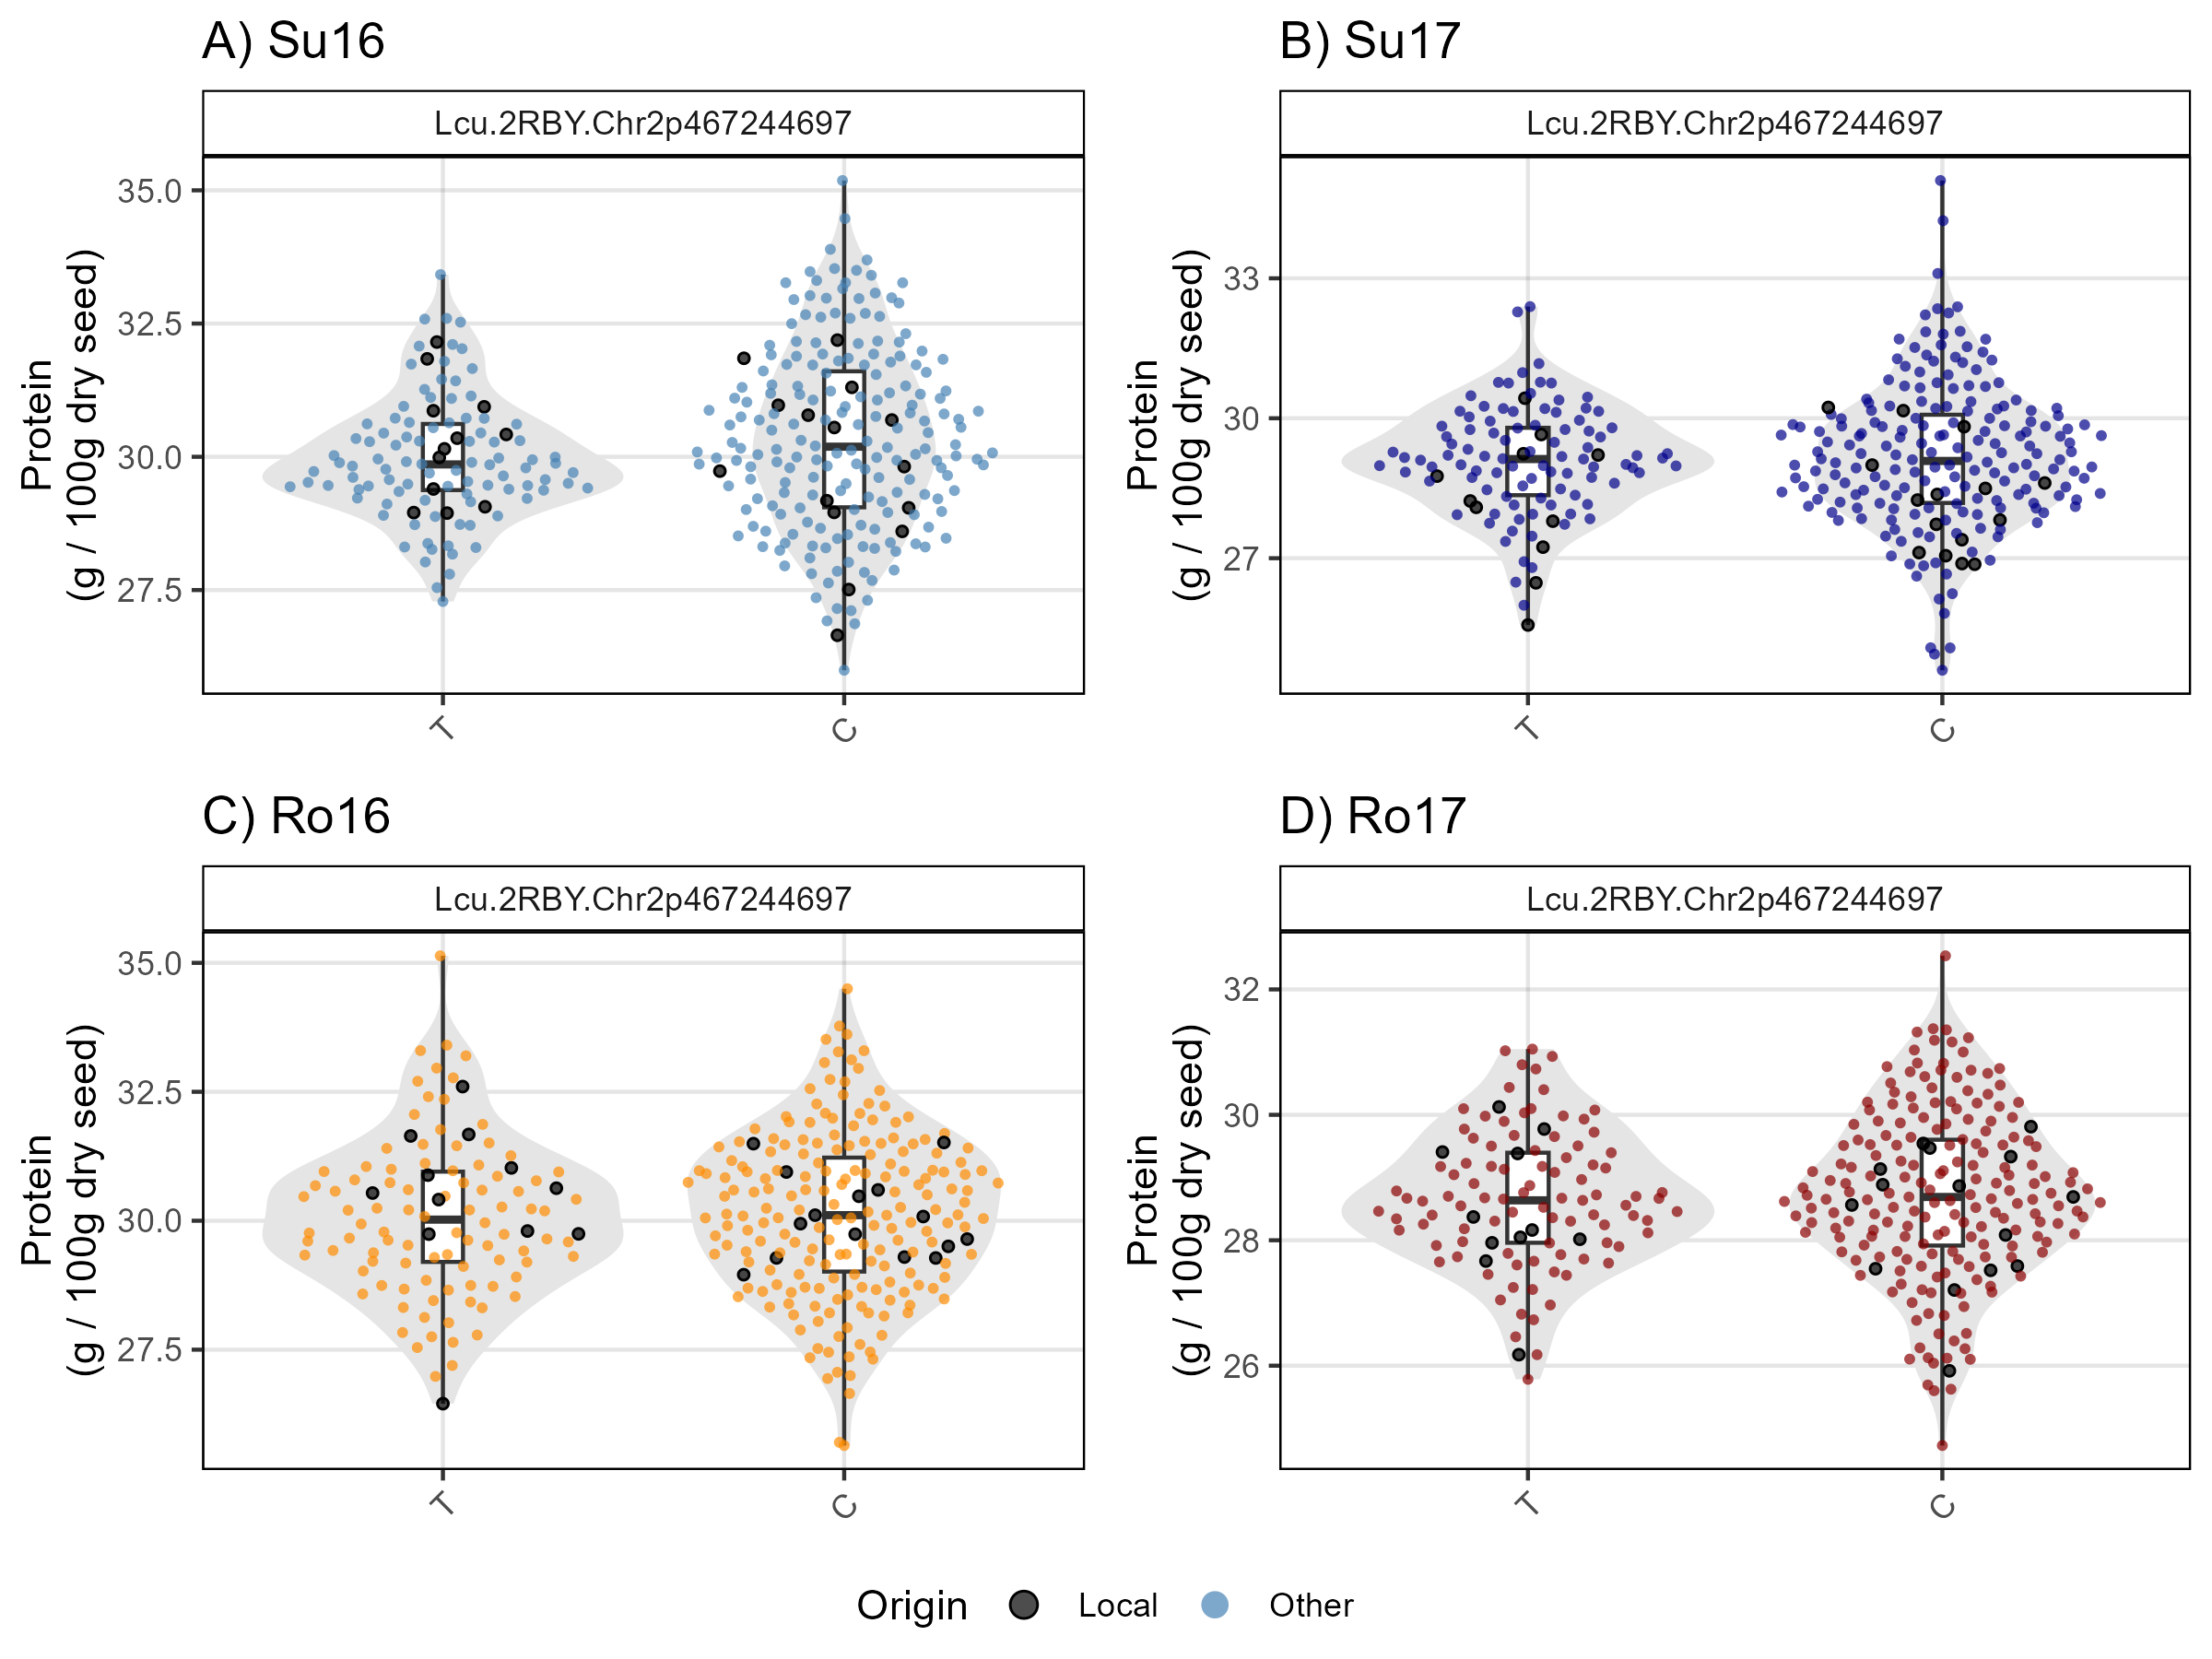 A) Su16
Lcu.2RBY.Chr2p467244697
Protein
(g / 100g dry seed)
35.0
32.5
30.0
27.5
T
C
B) Su17
Lcu.2RBY.Chr2p467244697
Protein
(g / 100g dry seed)
33
30
27
T
C
C) Ro16
Lcu.2RBY.Chr2p467244697
Protein
(g / 100g dry seed)
35.0
32.5
30.0
27.5
T
C
D) Ro17
Lcu.2RBY.Chr2p467244697
Protein
(g / 100g dry seed)
32
30
28
26
T
C
Origin Local Other